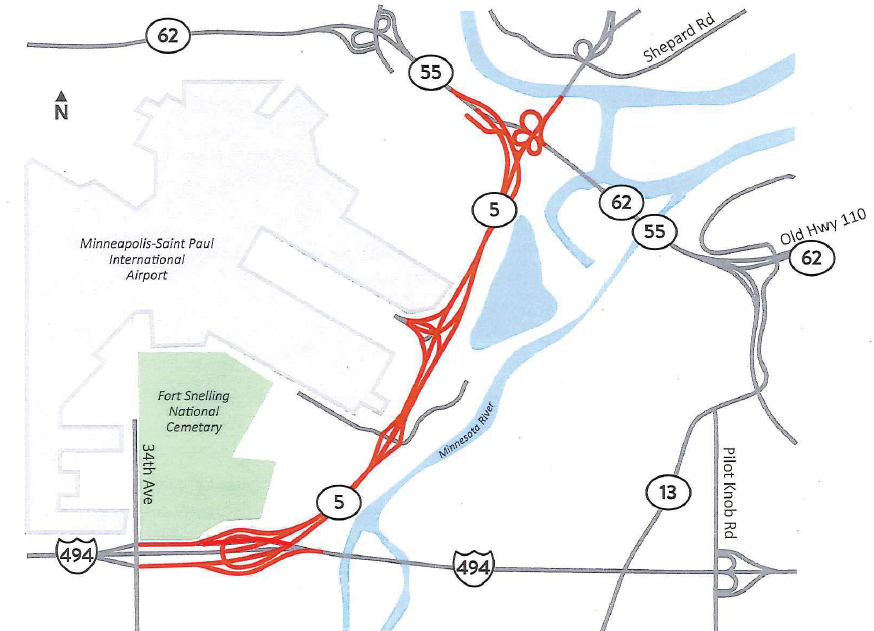 62
55
Shepard Rd
N
5
62
55
Old Hwy 110
62
Minneapolis-Saint Paul
International
Airport
Fort Snelling
National
Cemetary
34th Ave
Minnesota River
5
13
Pilot Knob Rd
494
494